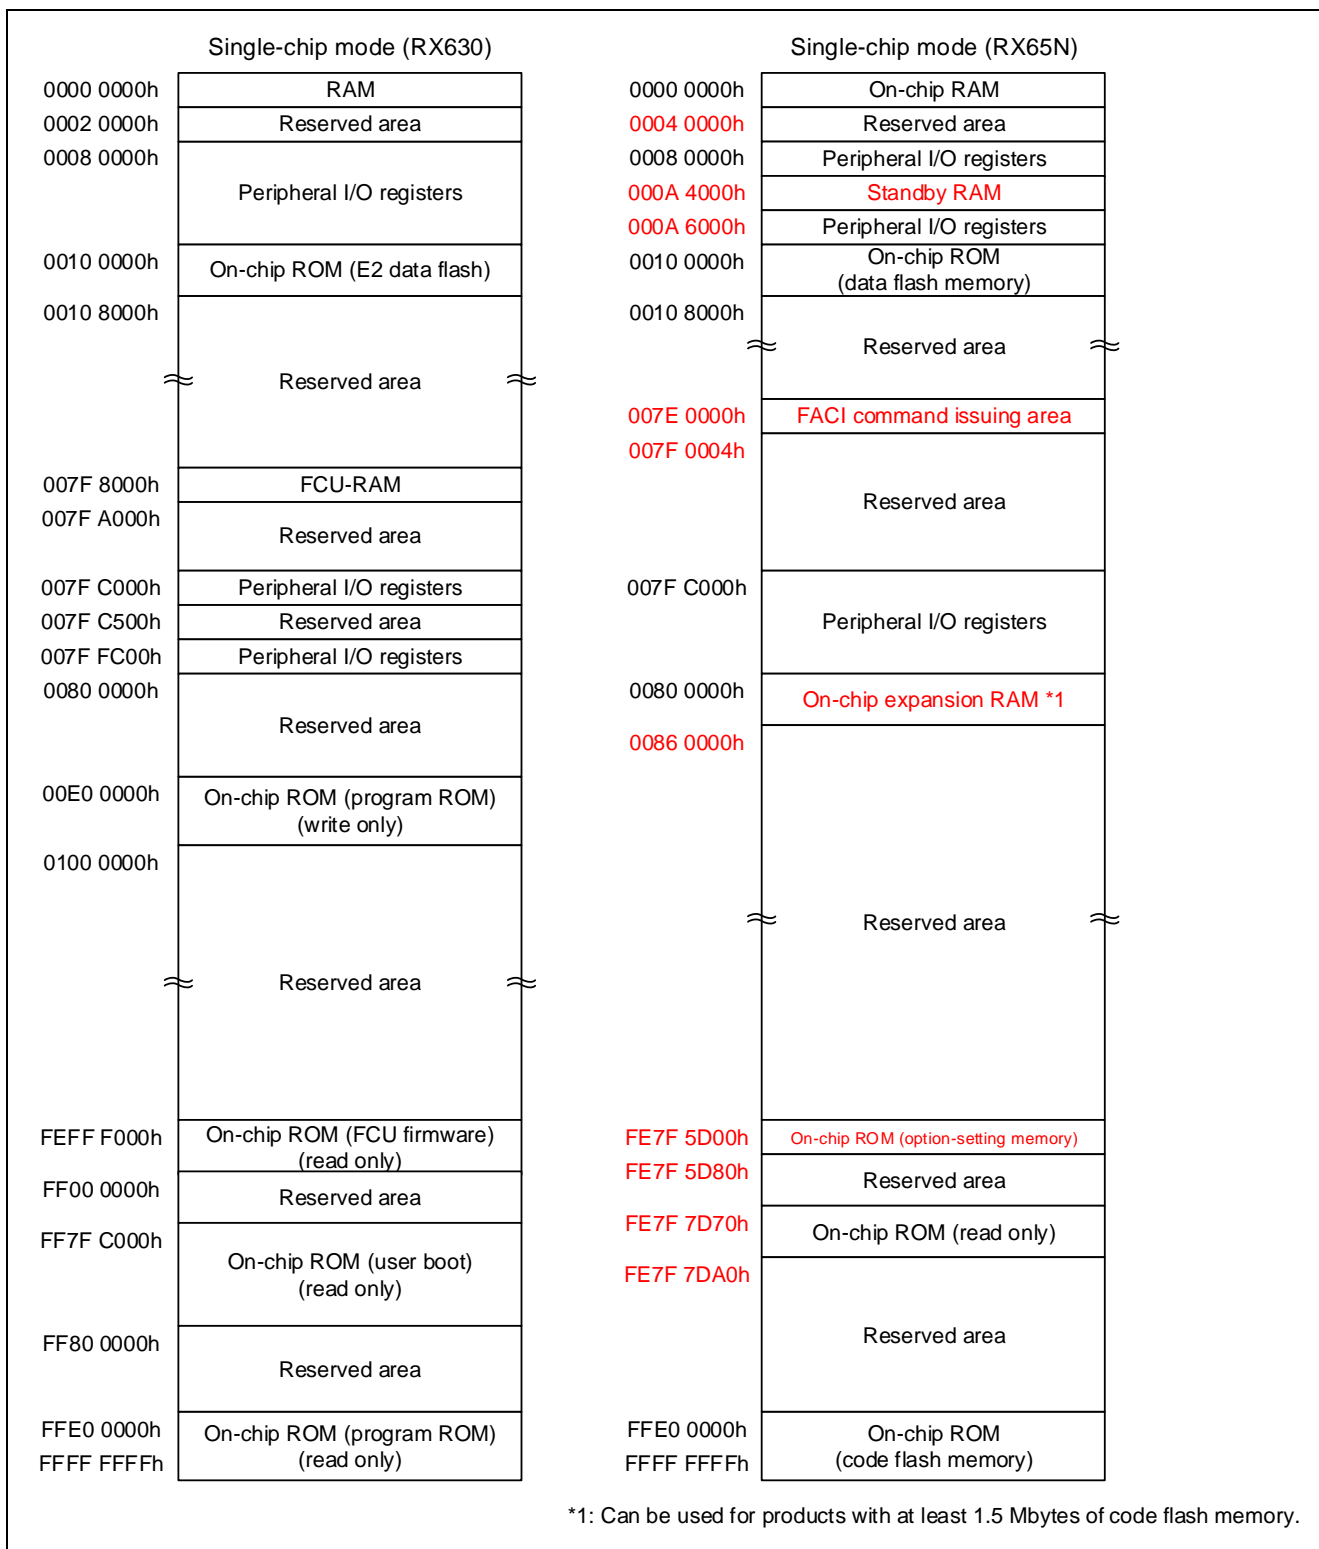 Single-chip mode (RX630)
0000 0000h
RAM
0002 0000h
Reserved area
0008 0000h
Peripheral I/O registers
0010 0000h
On-chip ROM (E2 data flash)
0010 8000h
Reserved area
007F 8000h
FCU-RAM
007F A000h
Reserved area
007F C000h
Peripheral I/O registers
007F C500h
Reserved area
007F FC00h
Peripheral I/O registers
0080 0000h
Reserved area
00E0 0000h
On-chip ROM (program ROM)
(write only)
0100 0000h
Reserved area
FEFF F000h
On-chip ROM (FCU firmware)
(read only)
FF00 0000h
Reserved area
FF7F C000h
On-chip ROM (user boot)
(read only)
FF80 0000h
Reserved area
FFE0 0000h
On-chip ROM (program ROM)
(read only)
FFFF FFFFh
Single-chip mode (RX65N)
0000 0000h
On-chip RAM
0004 0000h
Reserved area
0008 0000h
Peripheral I/O registers
000A 4000h
Standby RAM
000A 6000h
Peripheral I/O registers
0010 0000h
On-chip ROM
(data flash memory)
0010 8000h
Reserved area
007E 0000h
FACI command issuing area
007F 0004h
Reserved area
007F C000h
Peripheral I/O registers
0080 0000h
On-chip expansion RAM *1
0086 0000h
Reserved area
FE7F 5D00h
On-chip ROM (option-setting memory)
FE7F 5D80h
Reserved area
FE7F 7D70h
On-chip ROM (read only)
FE7F 7DA0h
Reserved area
FFE0 0000h
On-chip ROM
(code flash memory)
FFFF FFFFh
*1: Can be used for products with at least 1.5 Mbytes of code flash memory.